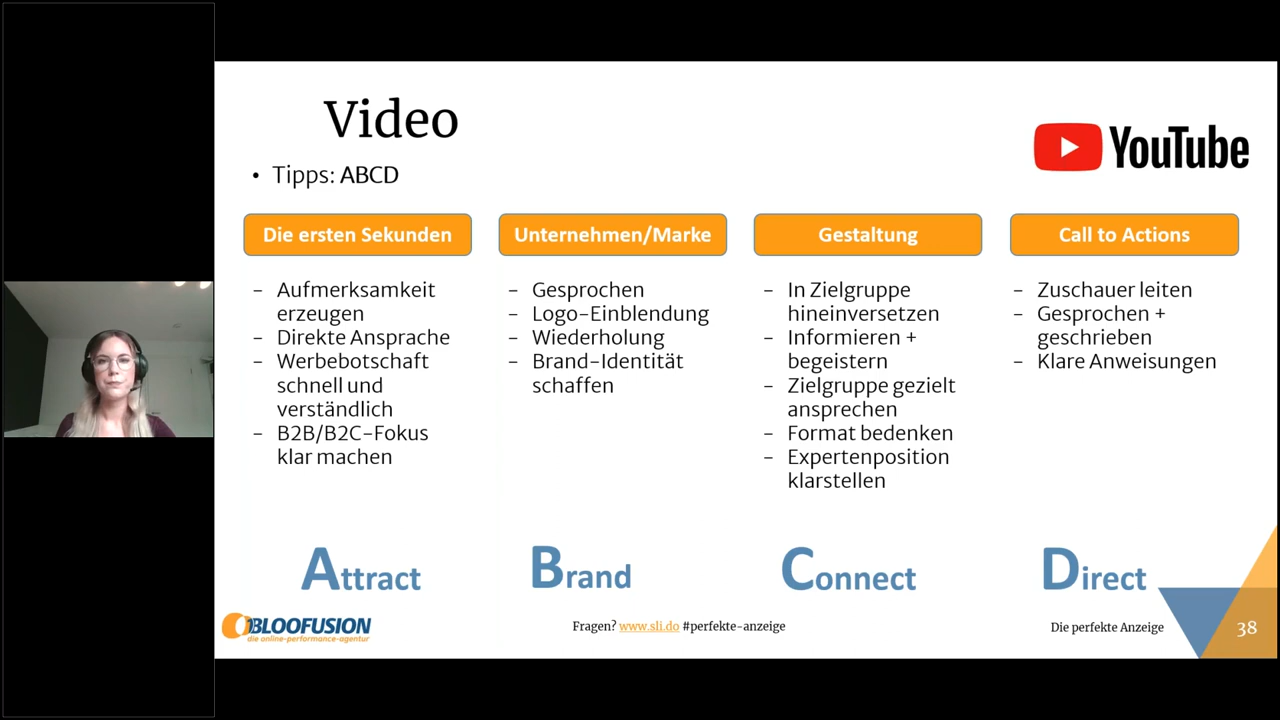 Video
YouTube
• Tipps: ABCD
Die ersten Sekunden
– Aufmerksamkeit
erzeugen
– Direkte Ansprache
– Werbebotschaft
schnell und
verständlich
– B2B/B2C-Fokus
klar machen
Attract
Unternehmen/Marke
– Gesprochen
– Logo-Einblendung
– Wiederholung
– Brand-Identität
schaffen
Brand
Gestaltung
– In Zielgruppe
hineinversetzen
– Informieren +
begeistern
– Zielgruppe gezielt
ansprechen
– Format bedenken
– Expertenposition
klarstellen
Connect
Call to Actions
– Zuschauer leiten
– Gesprochen +
geschrieben
– Klare Anweisungen
Direct
BLOOFUSION
die online-performance-agentur
Fragen? www.sli.do #perfekte-anzeige
Die perfekte Anzeige
38